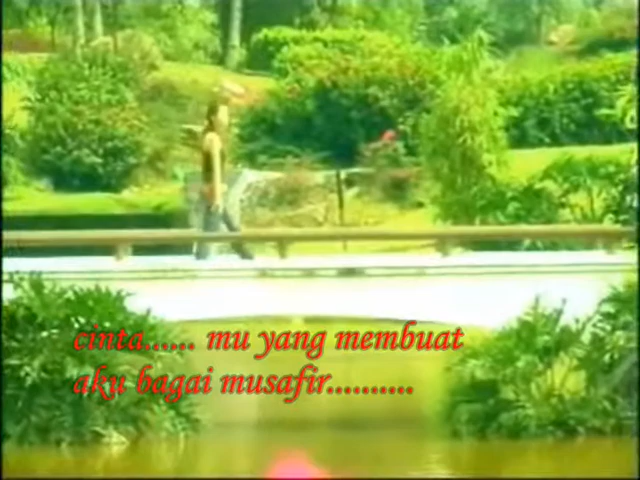 cinta...... mu yang membuat
aku bagai musafir..........